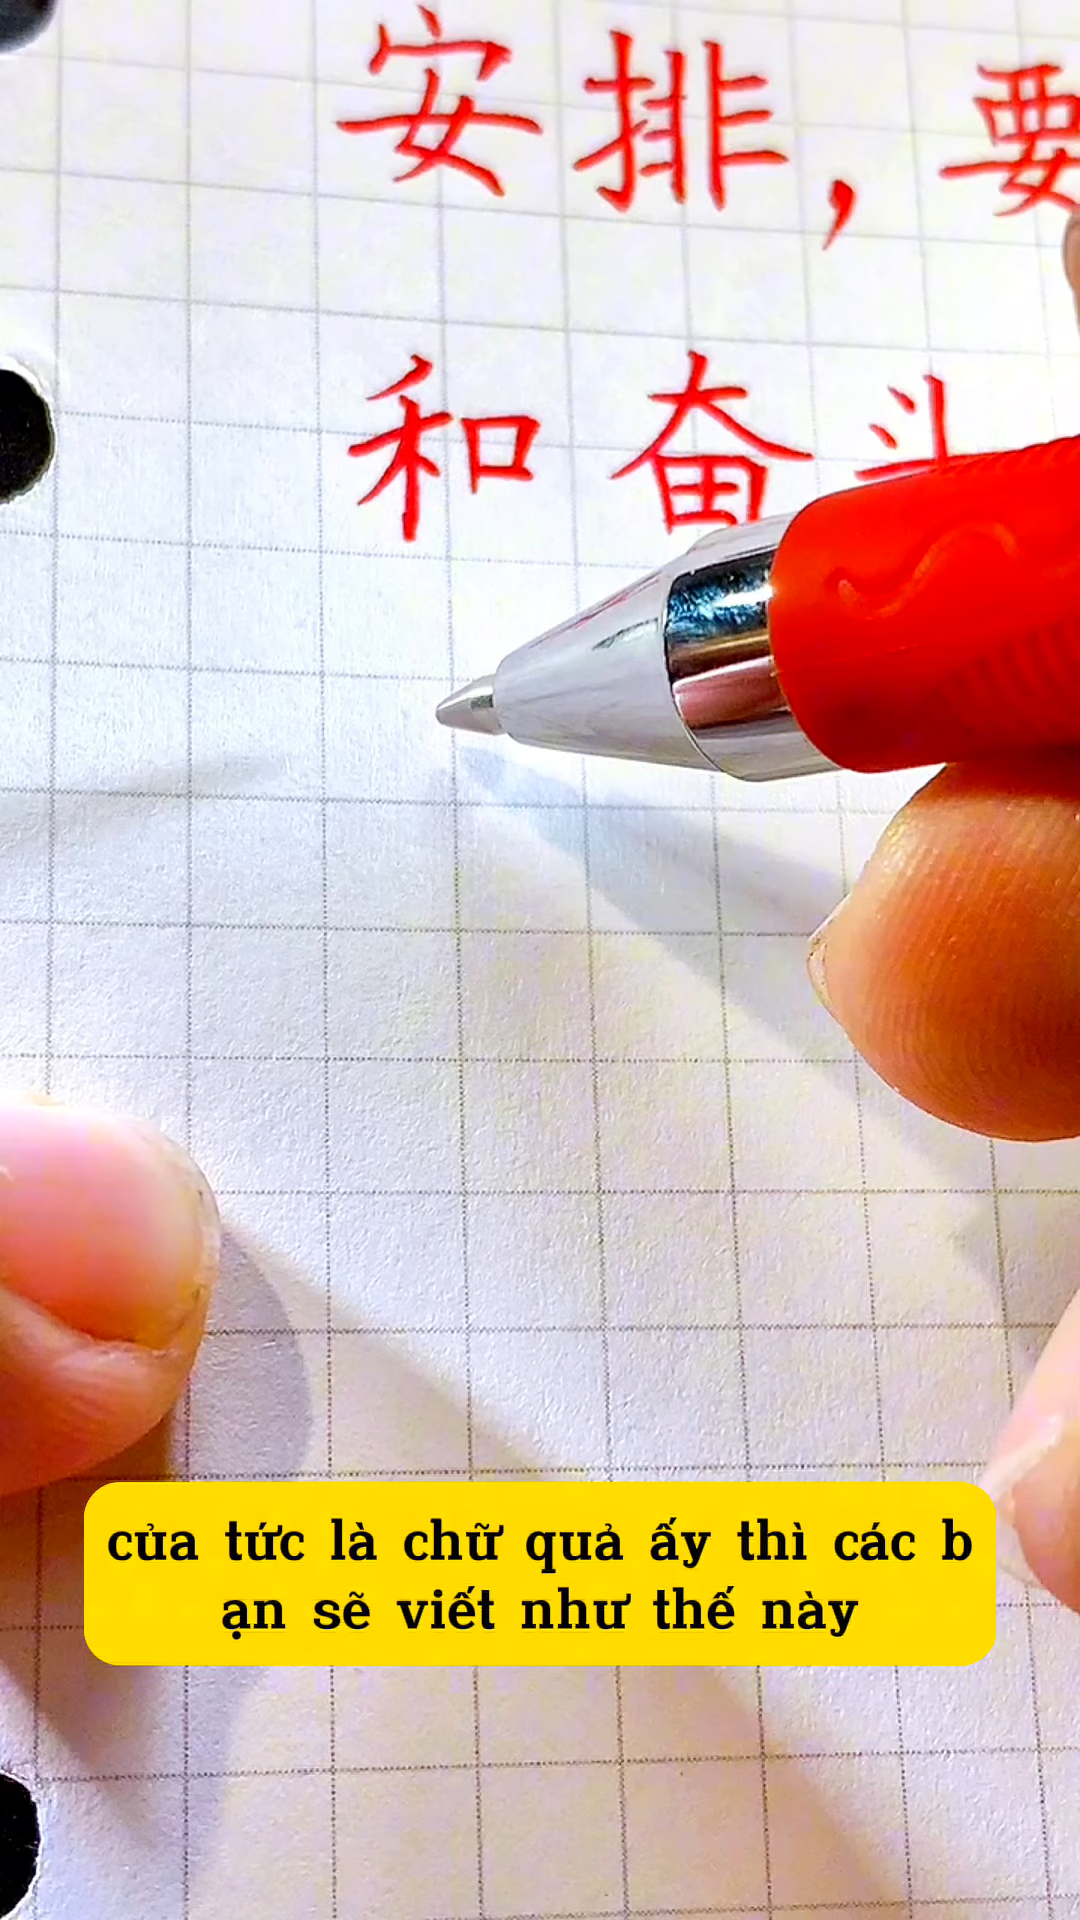 安排，要
和奋斗
của tức là chữ quả ấy thì các b
ạn sẽ viết như thế này